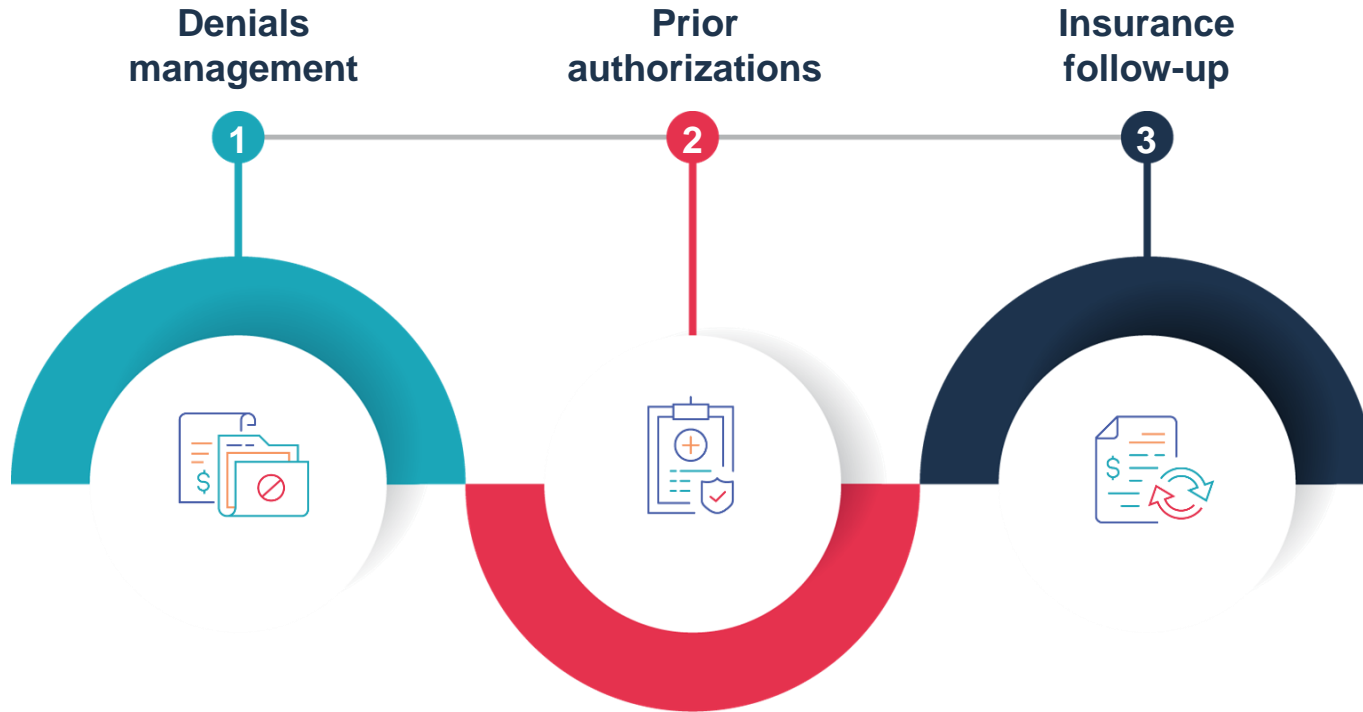 Denials
management
Prior
authorizations
Insurance
follow-up
1
2
3
$
$